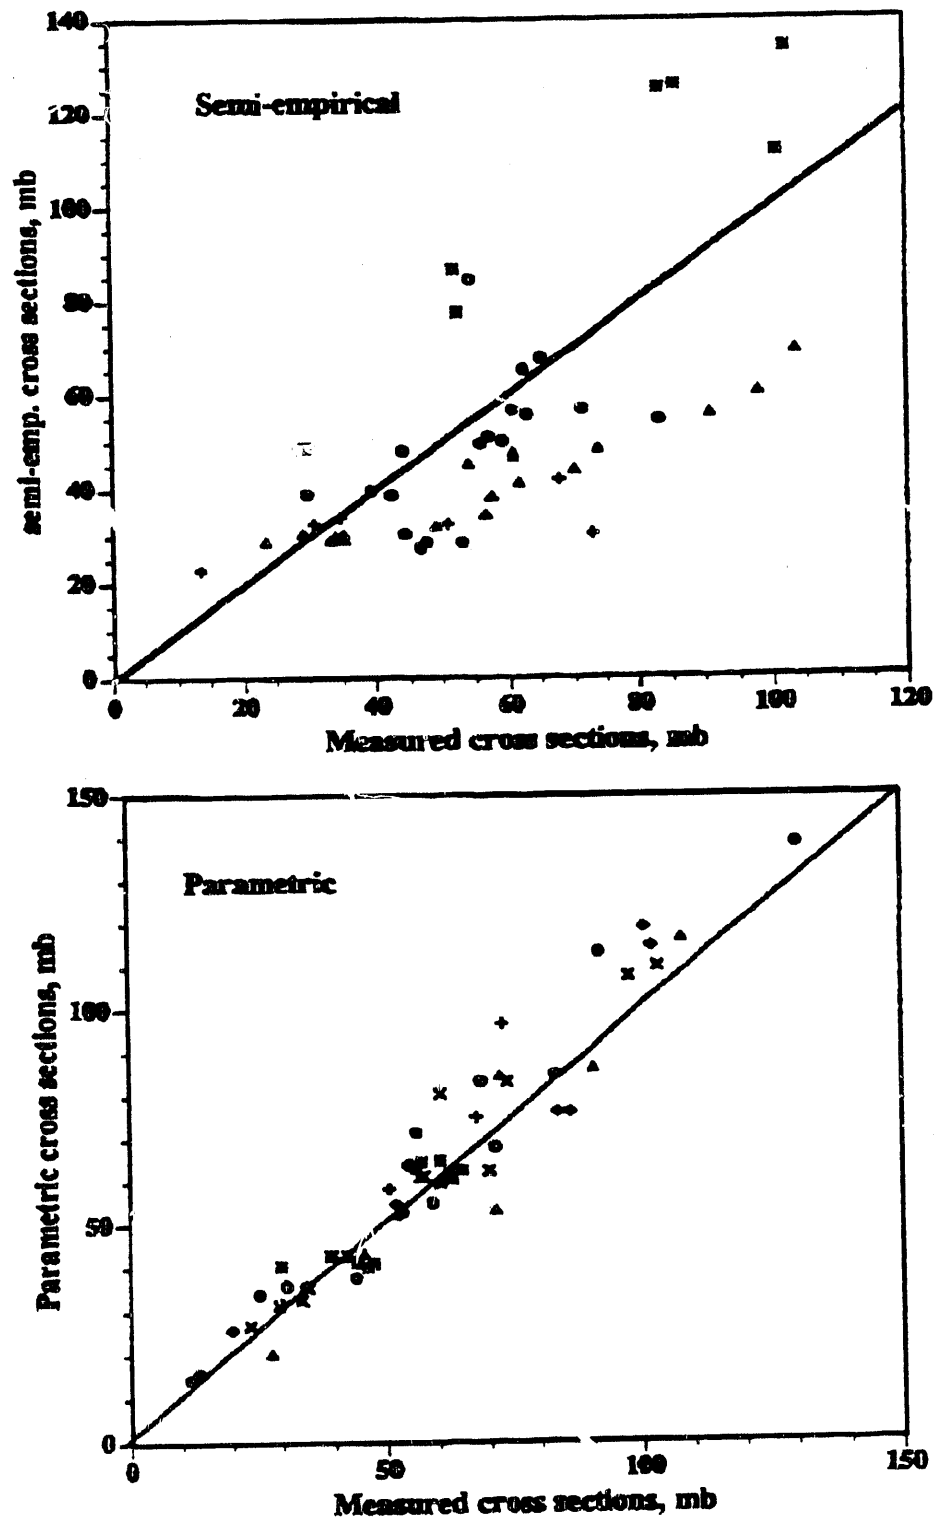 140
Semi-empirical
120
100
80
60
40
20
0
semi-emp. cross sections, mb
0 20 40 60 80 100 120
Measured cross sections, mb
150
Parametric
100
50
0
Parametric cross sections, mb
0 50 100 150
Measured cross sections, mb